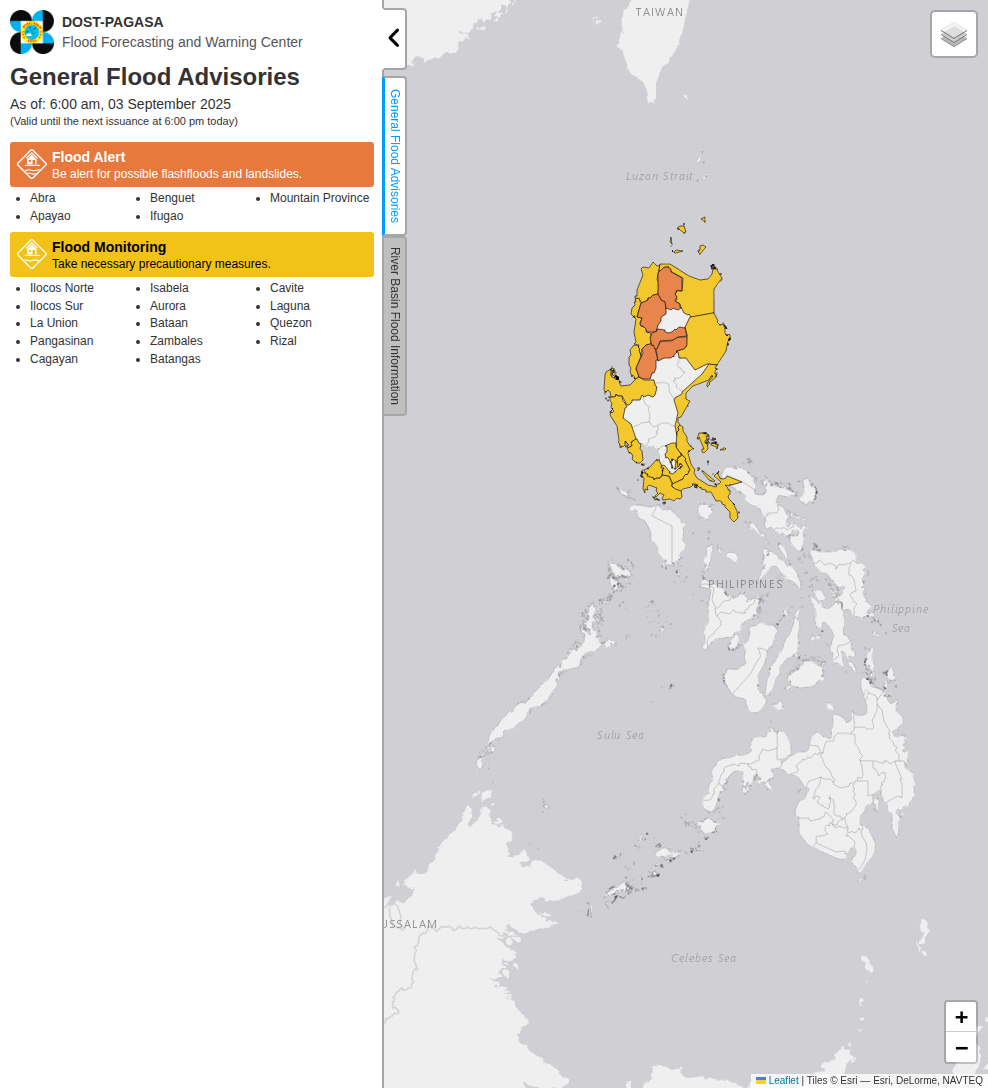 DOST-PAGASA
Flood Forecasting and Warning Center
General Flood Advisories
As of: 6:00 am, 03 September 2025
(Valid until the next issuance at 6:00 pm today)
Flood Alert
Be alert for possible flashfloods and landslides.
Abra
Apayao
Benguet
Ifugao
Mountain Province
Flood Monitoring
Take necessary precautionary measures.
Ilocos Norte
Ilocos Sur
La Union
Pangasinan
Cagayan
Isabela
Aurora
Bataan
Zambales
Batangas
Cavite
Laguna
Quezon
Rizal
General Flood Advisories
River Basin Flood Information
TAIWAN
Luzon Strait
PHILIPPINES
Philippine
Sea
Sulu Sea
USSALAM
Celebes Sea
+
−
Leaflet | Tiles © Esri — Esri, DeLorme, NAVTEQ